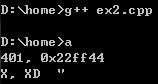 D:\home>g++ ex2.cpp
D:\home>a
401, 0x22ff44
X, XD  "